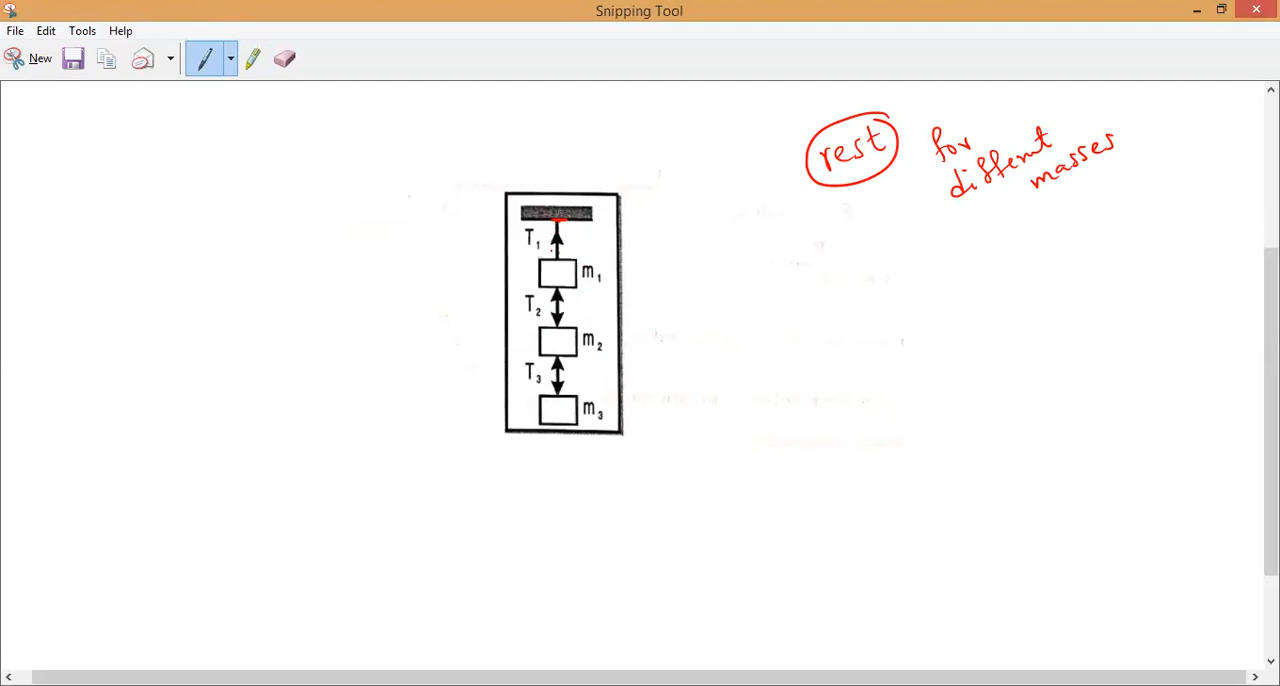 Snipping Tool
File Edit Tools Help
New
rest for
different
masses
T1
m1
T2
m2
T3
m3